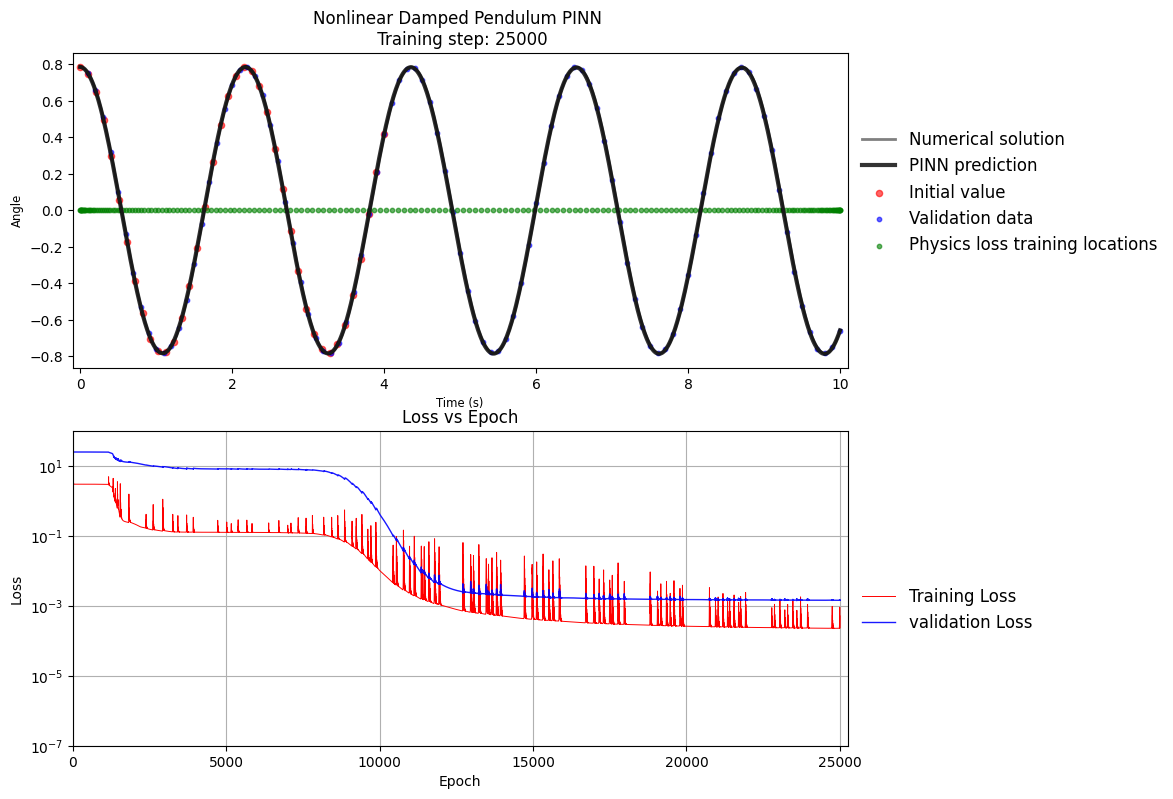 Nonlinear Damped Pendulum PINN
Training step: 25000
Angle
0.8
0.6
0.4
0.2
0.0
−0.2
−0.4
−0.6
−0.8
0 2 4 6 8 10
Time (s)
Numerical solution
PINN prediction
Initial value
Validation data
Physics loss training locations
Loss vs Epoch
Loss
10¹
10⁻¹
10⁻³
10⁻⁵
10⁻⁷
0 5000 10000 15000 20000 25000
Epoch
Training Loss
validation Loss